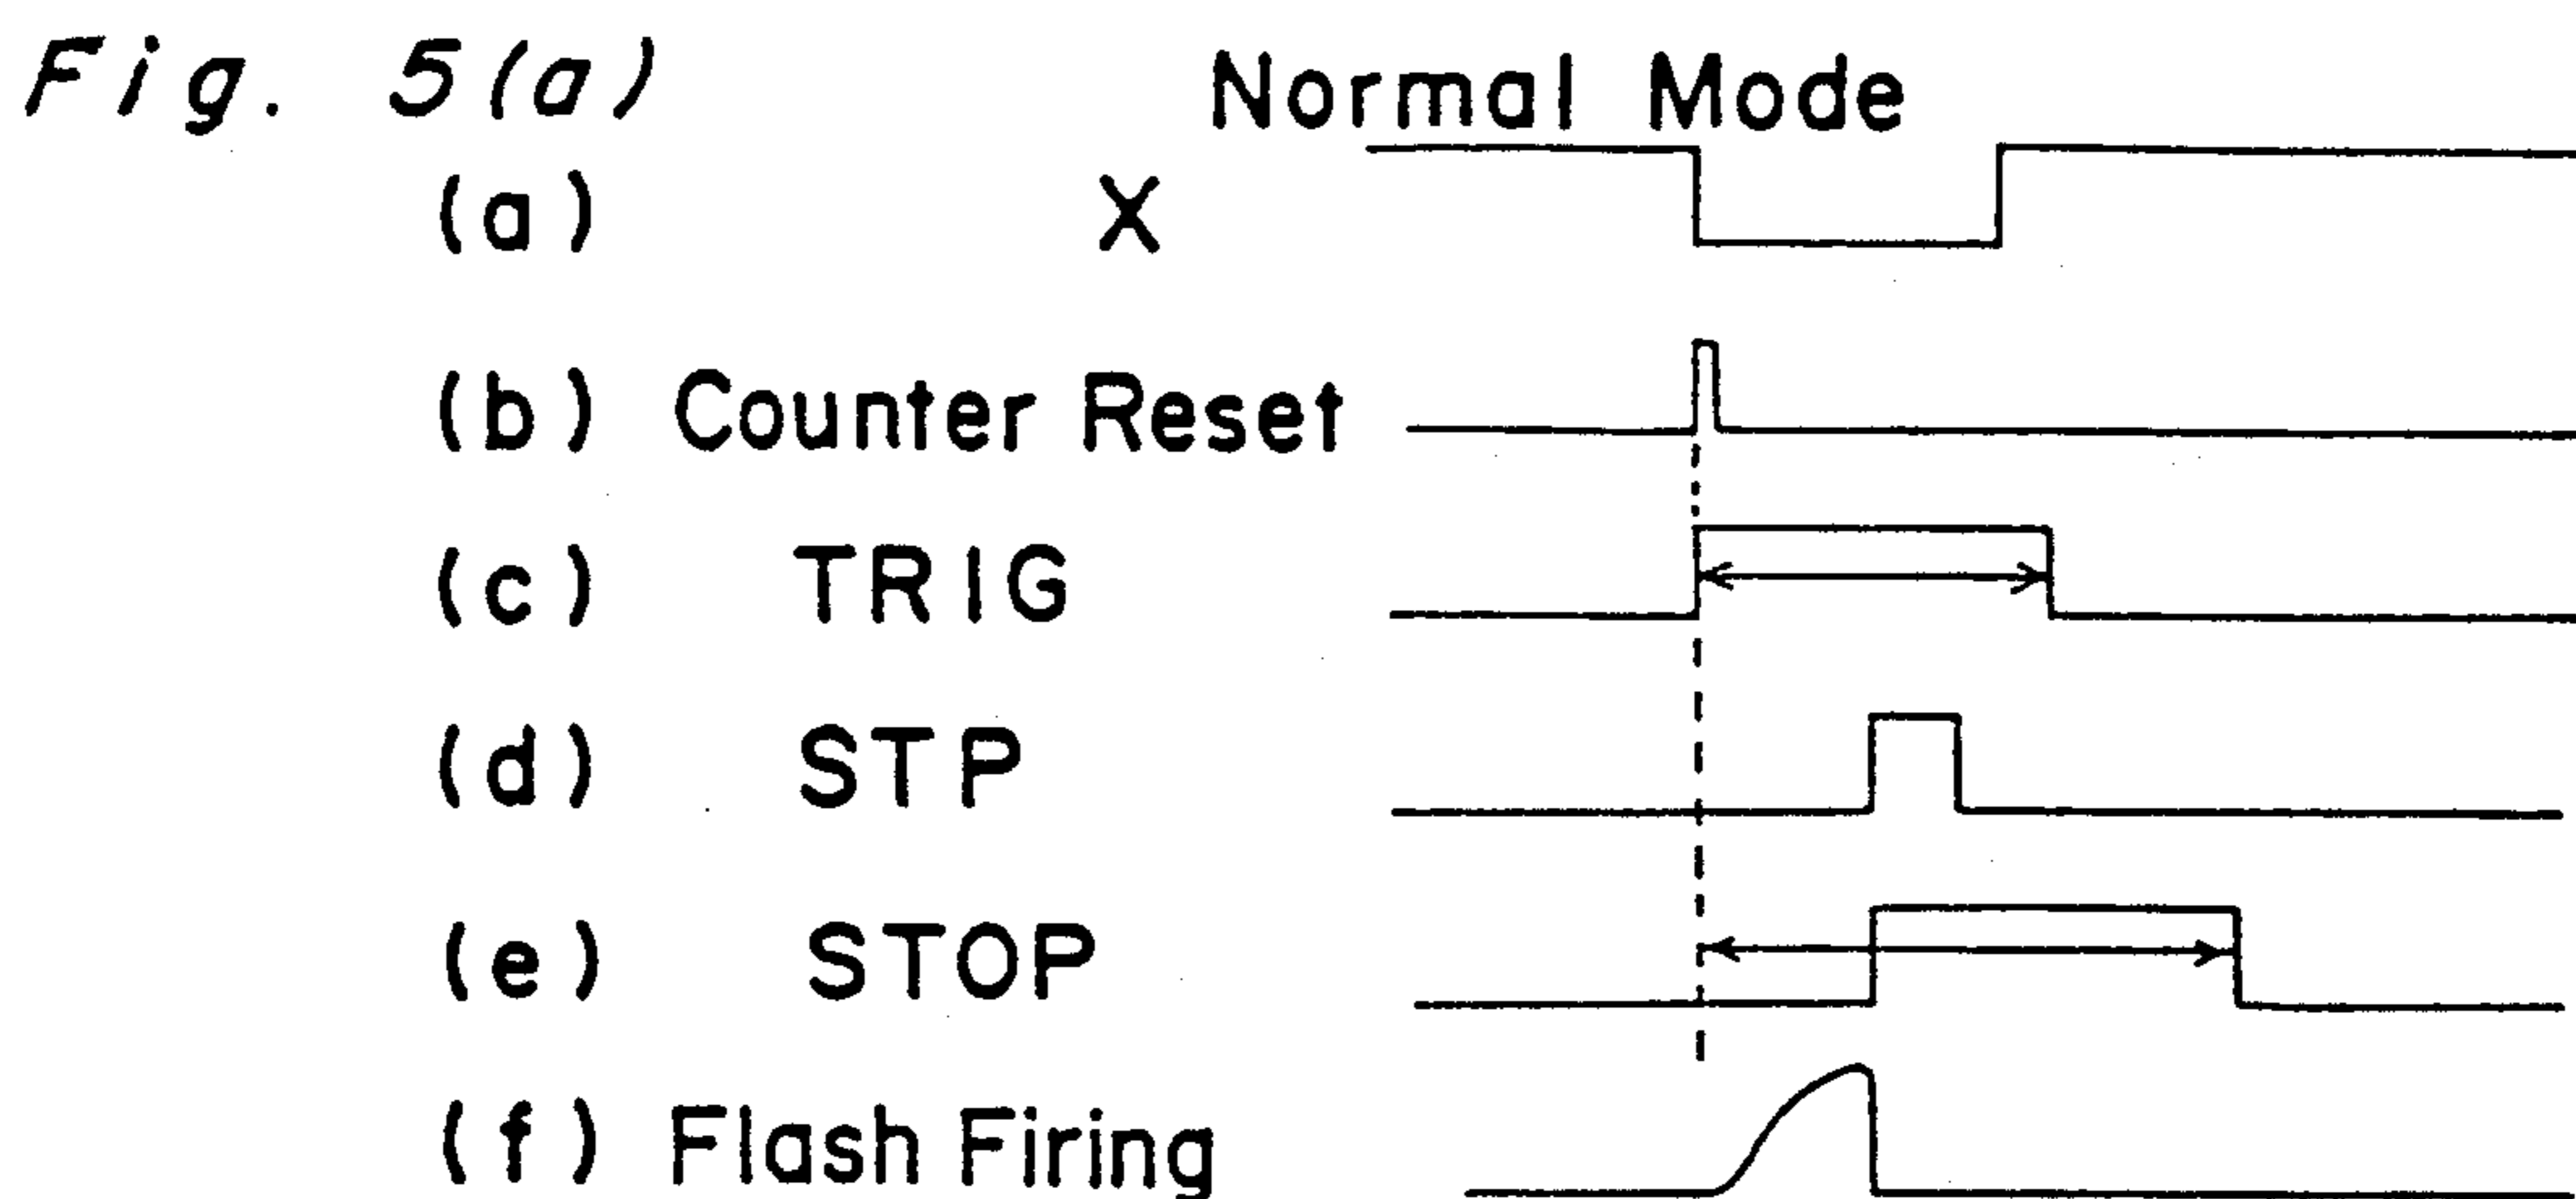 Fig. 5(a)
Normal Mode
(a) X
(b) Counter Reset
(c) TRIG
(d) STP
(e) STOP
(f) Flash Firing